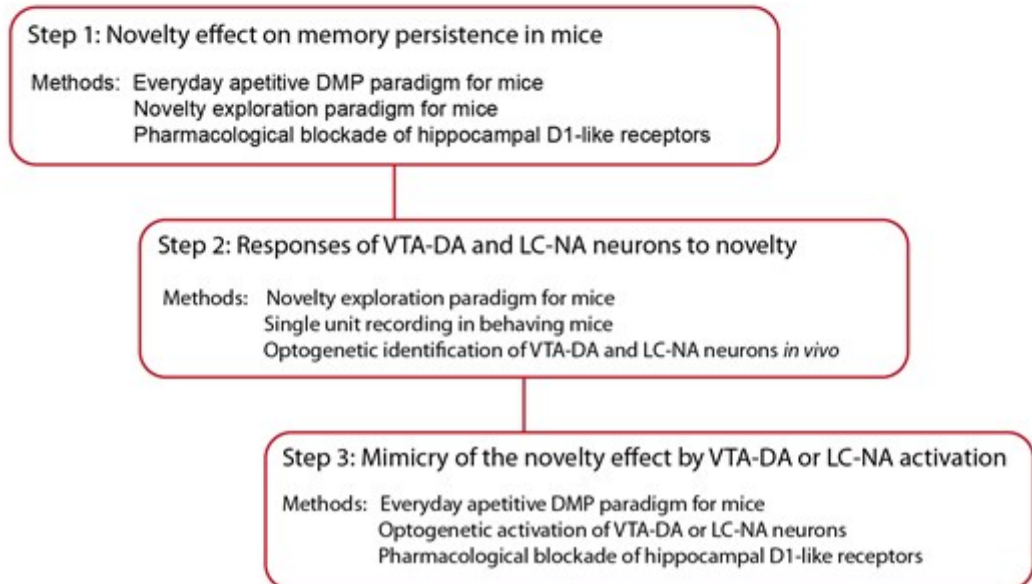 Step 1: Novelty effect on memory persistence in mice
Methods: Everyday apetitive DMP paradigm for mice
Novelty exploration paradigm for mice
Pharmacological blockade of hippocampal D1-like receptors
Step 2: Responses of VTA-DA and LC-NA neurons to novelty
Methods: Novelty exploration paradigm for mice
Single unit recording in behaving mice
Optogenetic identification of VTA-DA and LC-NA neurons in vivo
Step 3: Mimicry of the novelty effect by VTA-DA or LC-NA activation
Methods: Everyday apetitive DMP paradigm for mice
Optogenetic activation of VTA-DA or LC-NA neurons
Pharmacological blockade of hippocampal D1-like receptors